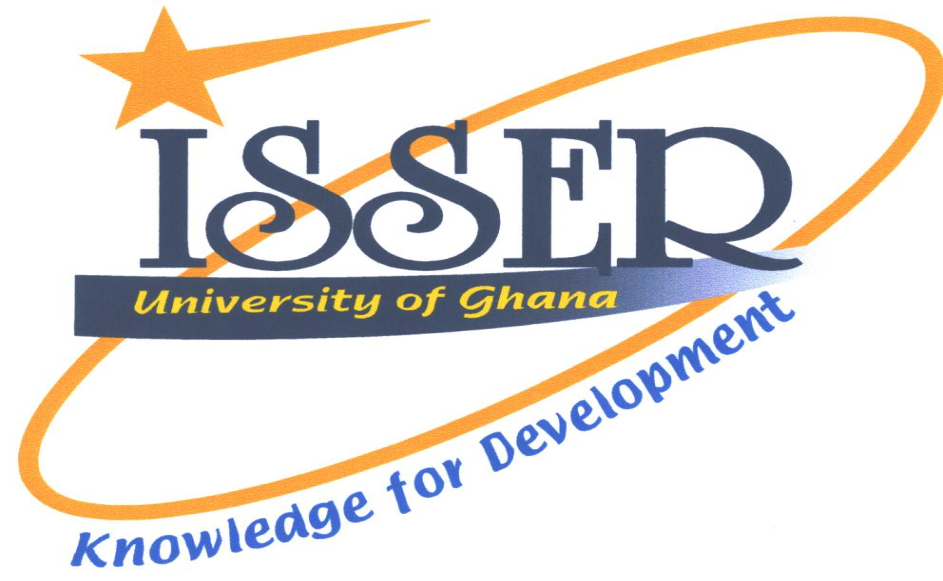 ISSER
University of Ghana
Knowledge for Development